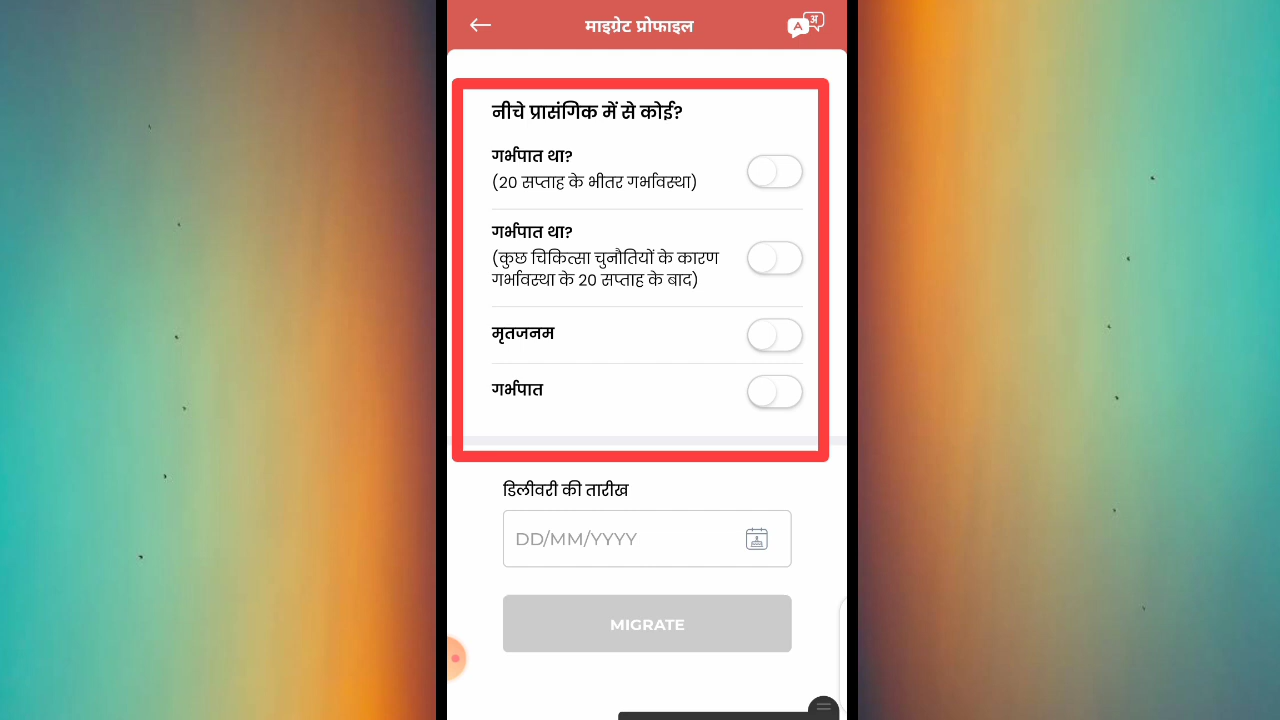 माइग्रेट प्रोफाइल
A अ
नीचे प्रासंगिक में से कोई?
गर्भपात था?
(20 सप्ताह के भीतर गर्भावस्था)
गर्भपात था?
(कुछ चिकित्सा चुनौतियों के कारण
गर्भावस्था के 20 सप्ताह के बाद)
मृतजनम
गर्भपात
डिलीवरी की तारीख
DD/MM/YYYY
MIGRATE